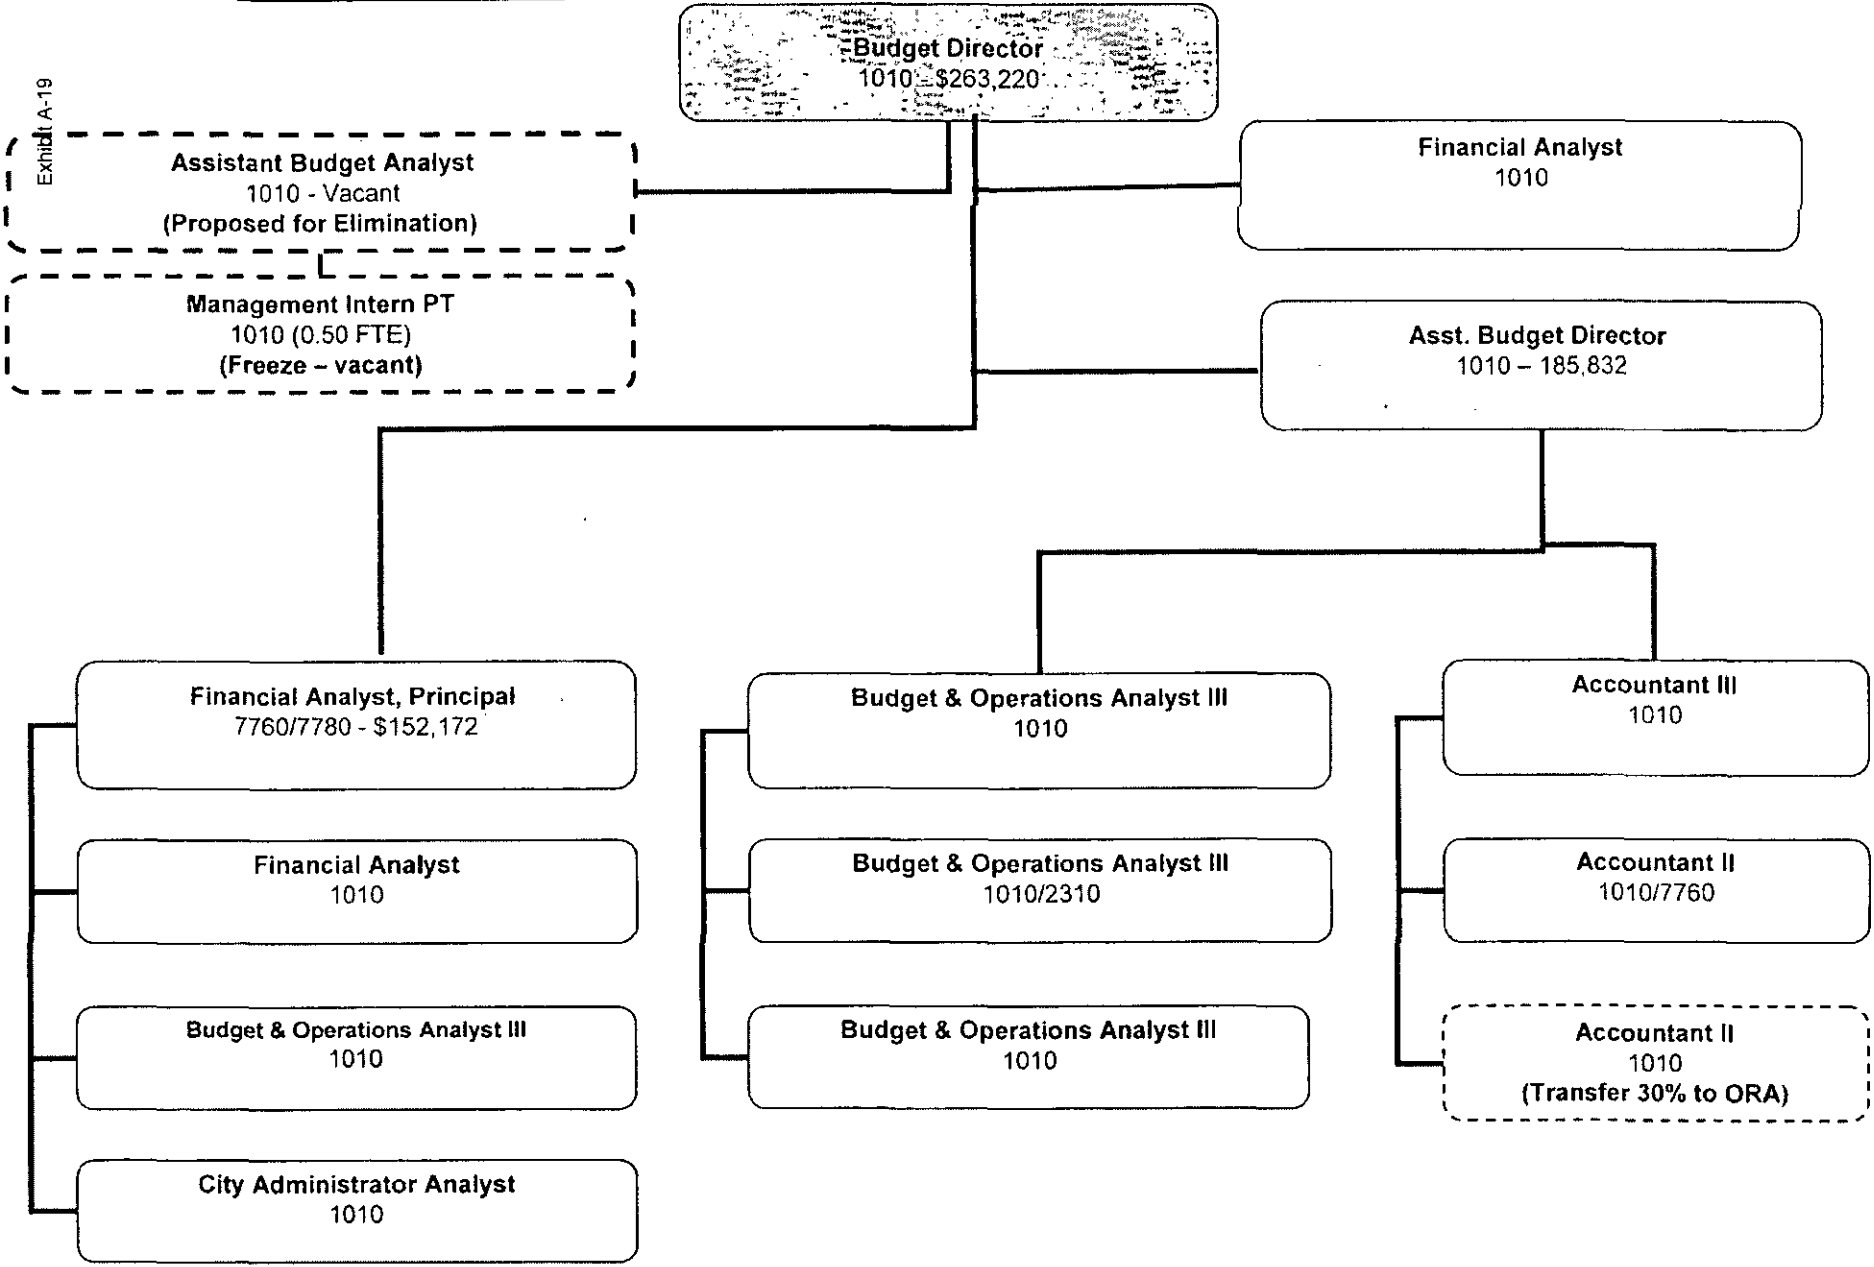 Budget Director
1010 - $263,220
Exhibit A-19
Assistant Budget Analyst
1010 - Vacant
(Proposed for Elimination)
Financial Analyst
1010
Management Intern PT
1010 (0.50 FTE)
(Freeze – vacant)
Asst. Budget Director
1010 – 185,832
Financial Analyst, Principal
7760/7780 - $152,172
Financial Analyst
1010
Budget & Operations Analyst III
1010
City Administrator Analyst
1010
Budget & Operations Analyst III
1010
Budget & Operations Analyst III
1010/2310
Budget & Operations Analyst III
1010
Accountant III
1010
Accountant II
1010/7760
Accountant II
1010
(Transfer 30% to ORA)